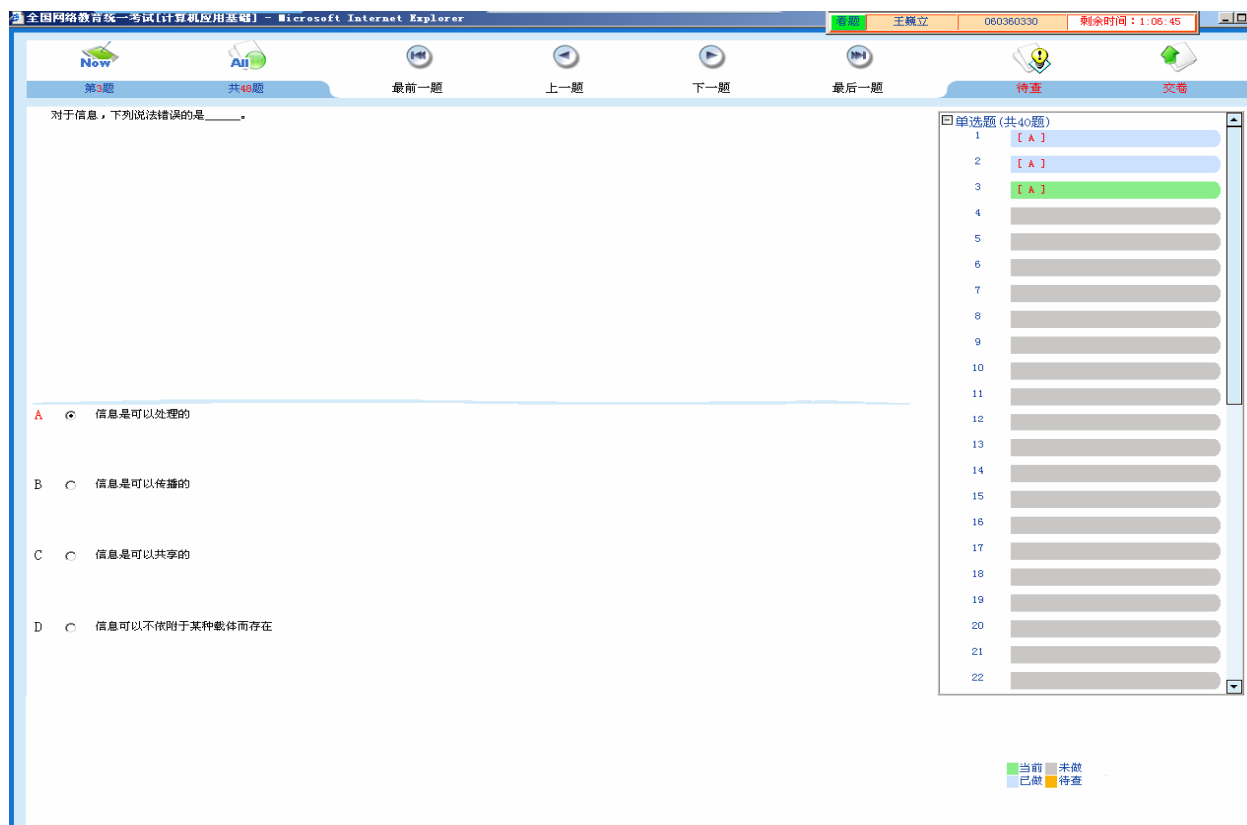 全国网络教育统一考试[计算机应用基础] - Microsoft Internet Explorer
看题 王巍立 060360330 剩余时间：1:06:45
Now All
第3题 共48题 最前一题 上一题 下一题 最后一题 待查 交卷
对于信息，下列说法错误的是_____。
A 信息是可以处理的
B 信息是可以传播的
C 信息是可以共享的
D 信息可以不依附于某种载体而存在
单选题(共40题)
1 [ A ]
2 [ A ]
3 [ A ]
4
5
6
7
8
9
10
11
12
13
14
15
16
17
18
19
20
21
22
当前 未做
已做 待查